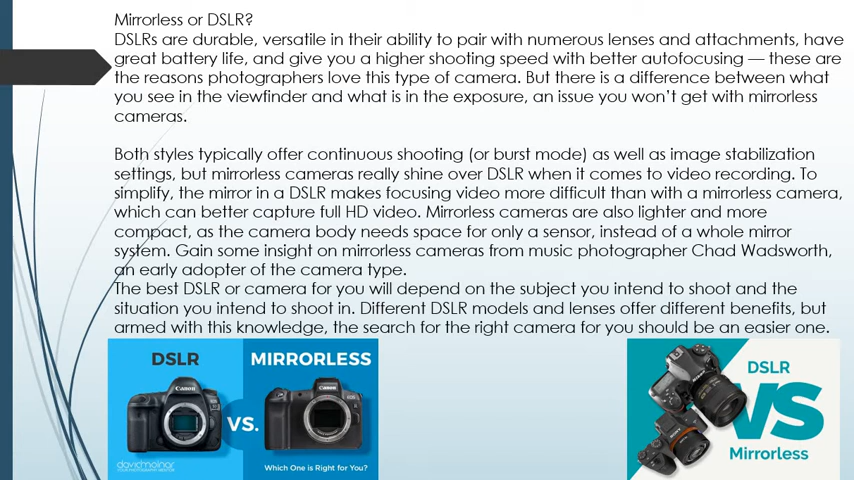 Mirrorless or DSLR?
DSLRs are durable, versatile in their ability to pair with numerous lenses and attachments, have
great battery life, and give you a higher shooting speed with better autofocusing — these are
the reasons photographers love this type of camera. But there is a difference between what
you see in the viewfinder and what is in the exposure, an issue you won't get with mirrorless
cameras.
Both styles typically offer continuous shooting (or burst mode) as well as image stabilization
settings, but mirrorless cameras really shine over DSLR when it comes to video recording. To
simplify, the mirror in a DSLR makes focusing video more difficult than with a mirrorless camera,
which can better capture full HD video. Mirrorless cameras are also lighter and more
compact, as the camera body needs space for only a sensor, instead of a whole mirror
system. Gain some insight on mirrorless cameras from music photographer Chad Wadsworth,
an early adopter of the camera type.
The best DSLR or camera for you will depend on the subject you intend to shoot and the
situation you intend to shoot in. Different DSLR models and lenses offer different benefits, but
armed with this knowledge, the search for the right camera for you should be an easier one.
DSLR
MIRRORLESS
Canon
Canon
VS.
davidmolnar
Which One is Right for You?
DSLR
VS
Mirrorless